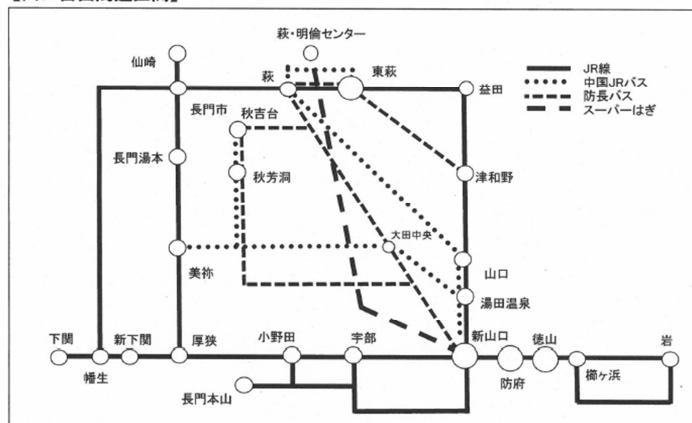 萩・明倫センター
仙崎
萩
東萩
益田
JR線
中国JRバス
防長バス
スーパーはぎ
長門市
秋吉台
長門湯本
秋芳洞
津和野
大田中央
美祢
山口
湯田温泉
下関
新下関
厚狭
小野田
宇部
新山口
徳山
岩
幡生
防府
櫛ヶ浜
長門本山